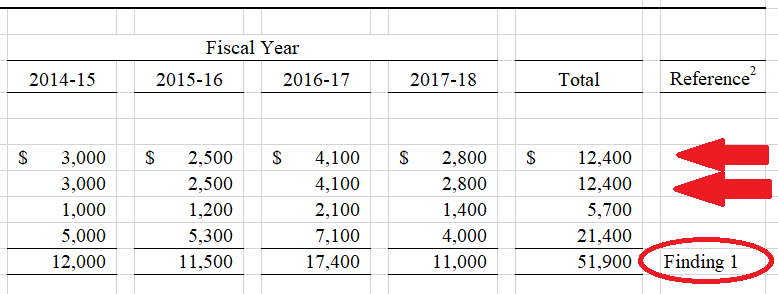 Fiscal Year
2014-15 2015-16 2016-17 2017-18 Total Reference2
$ 3,000 $ 2,500 $ 4,100 $ 2,800 $ 12,400
3,000 2,500 4,100 2,800 12,400
1,000 1,200 2,100 1,400 5,700
5,000 5,300 7,100 4,000 21,400
12,000 11,500 17,400 11,000 51,900 Finding 1